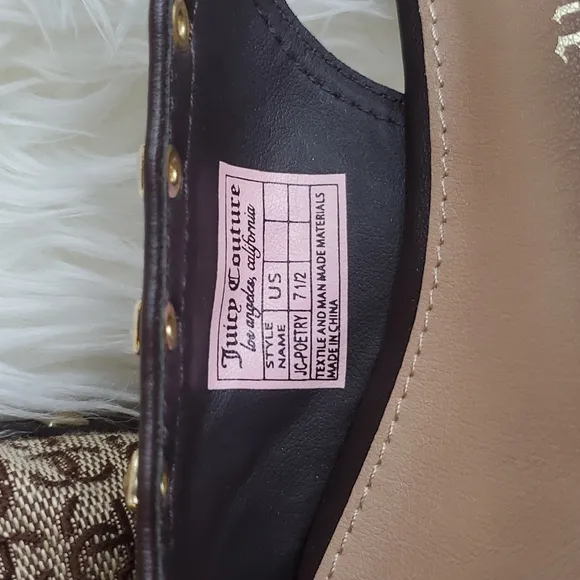 Juicy Couture
los angeles, california
STYLE NAME US
JC-POETRY 7 1/2
TEXTILE AND MAN MADE MATERIALS
MADE IN CHINA